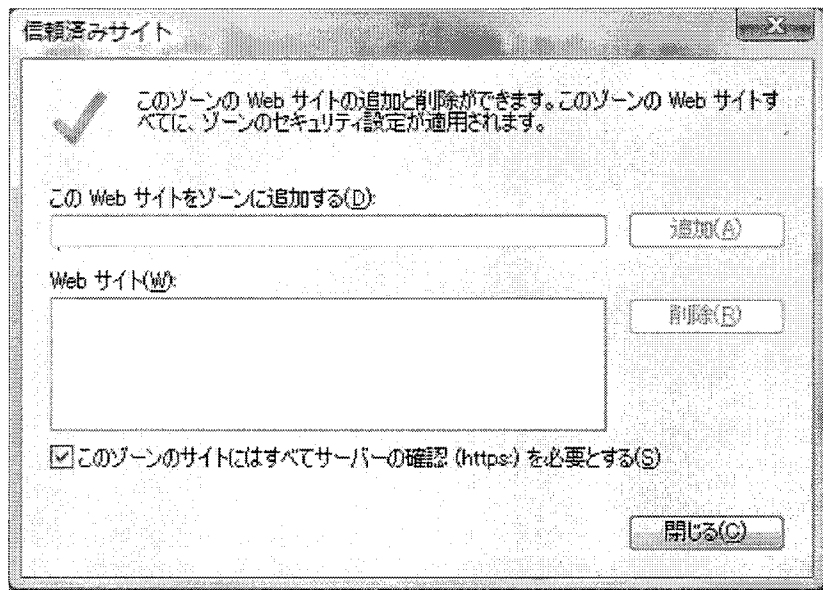 信頼済みサイト
このゾーンの Web サイトの追加と削除ができます。このゾーンの Web サイトす
べてに、ゾーンのセキュリティ設定が適用されます。
この Web サイトをゾーンに追加する(D):
追加(A)
Web サイト(W):
削除(R)
このゾーンのサイトにはすべてサーバーの確認 (https:) を必要とする(S)
閉じる(C)